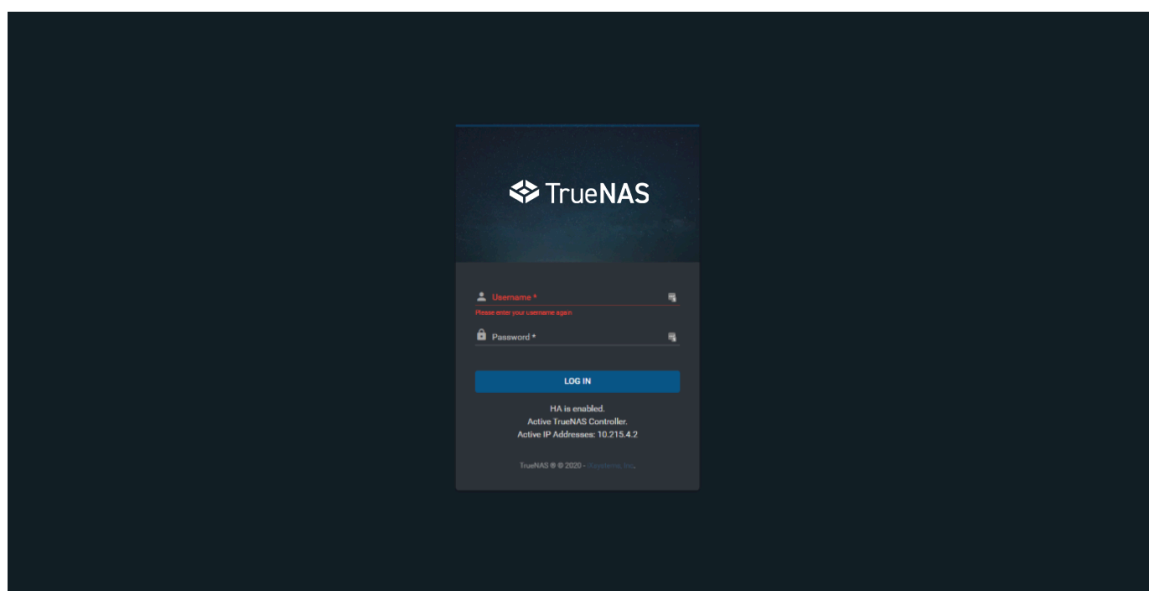 TrueNAS
Username *
Please enter your username again
Password *
LOG IN
HA is enabled.
Active TrueNAS Controller.
Active IP Addresses: 10.215.4.2
TrueNAS ® © 2020 -